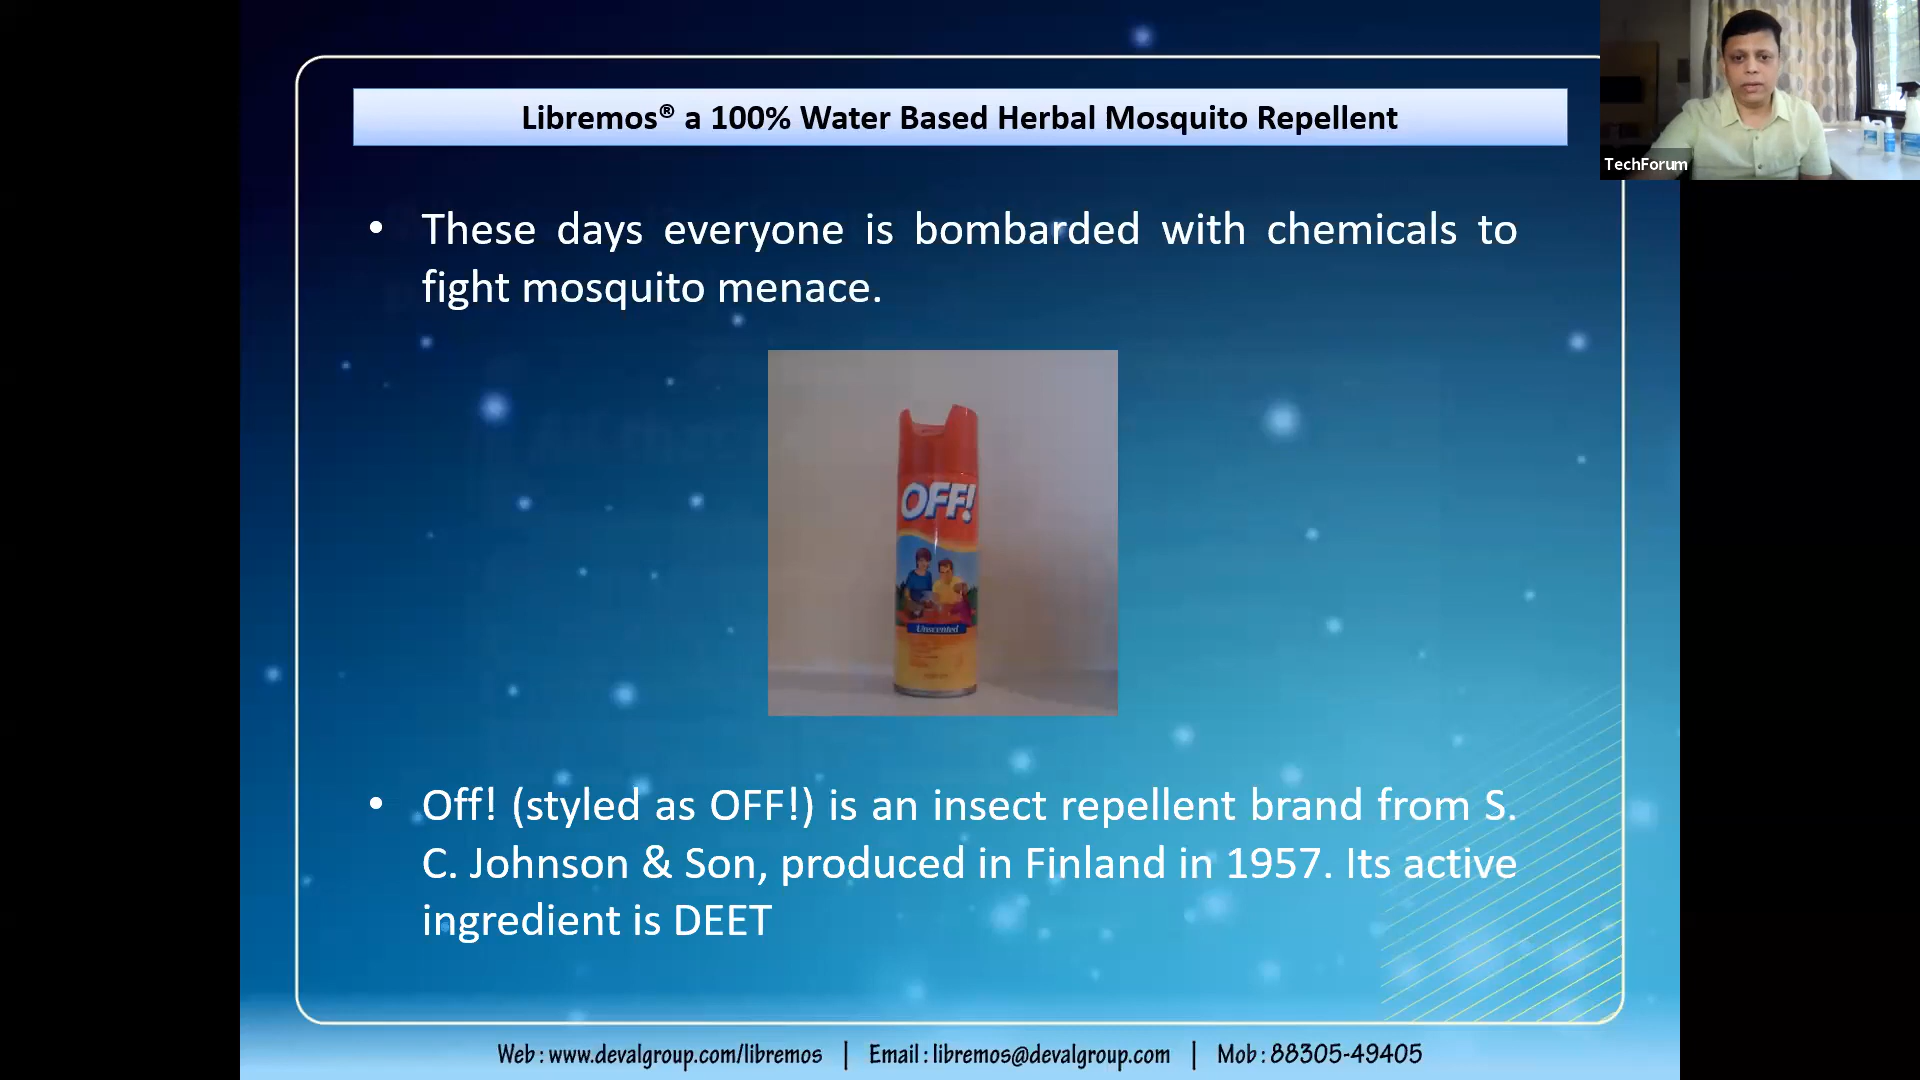 Libremos® a 100% Water Based Herbal Mosquito Repellent
TechForum
• These days everyone is bombarded with chemicals to
fight mosquito menace.
OFF!
Unscented
• Off! (styled as OFF!) is an insect repellent brand from S.
C. Johnson & Son, produced in Finland in 1957. Its active
ingredient is DEET
Web : www.devalgroup.com/libremos | Email : libremos@devalgroup.com | Mob : 88305-49405